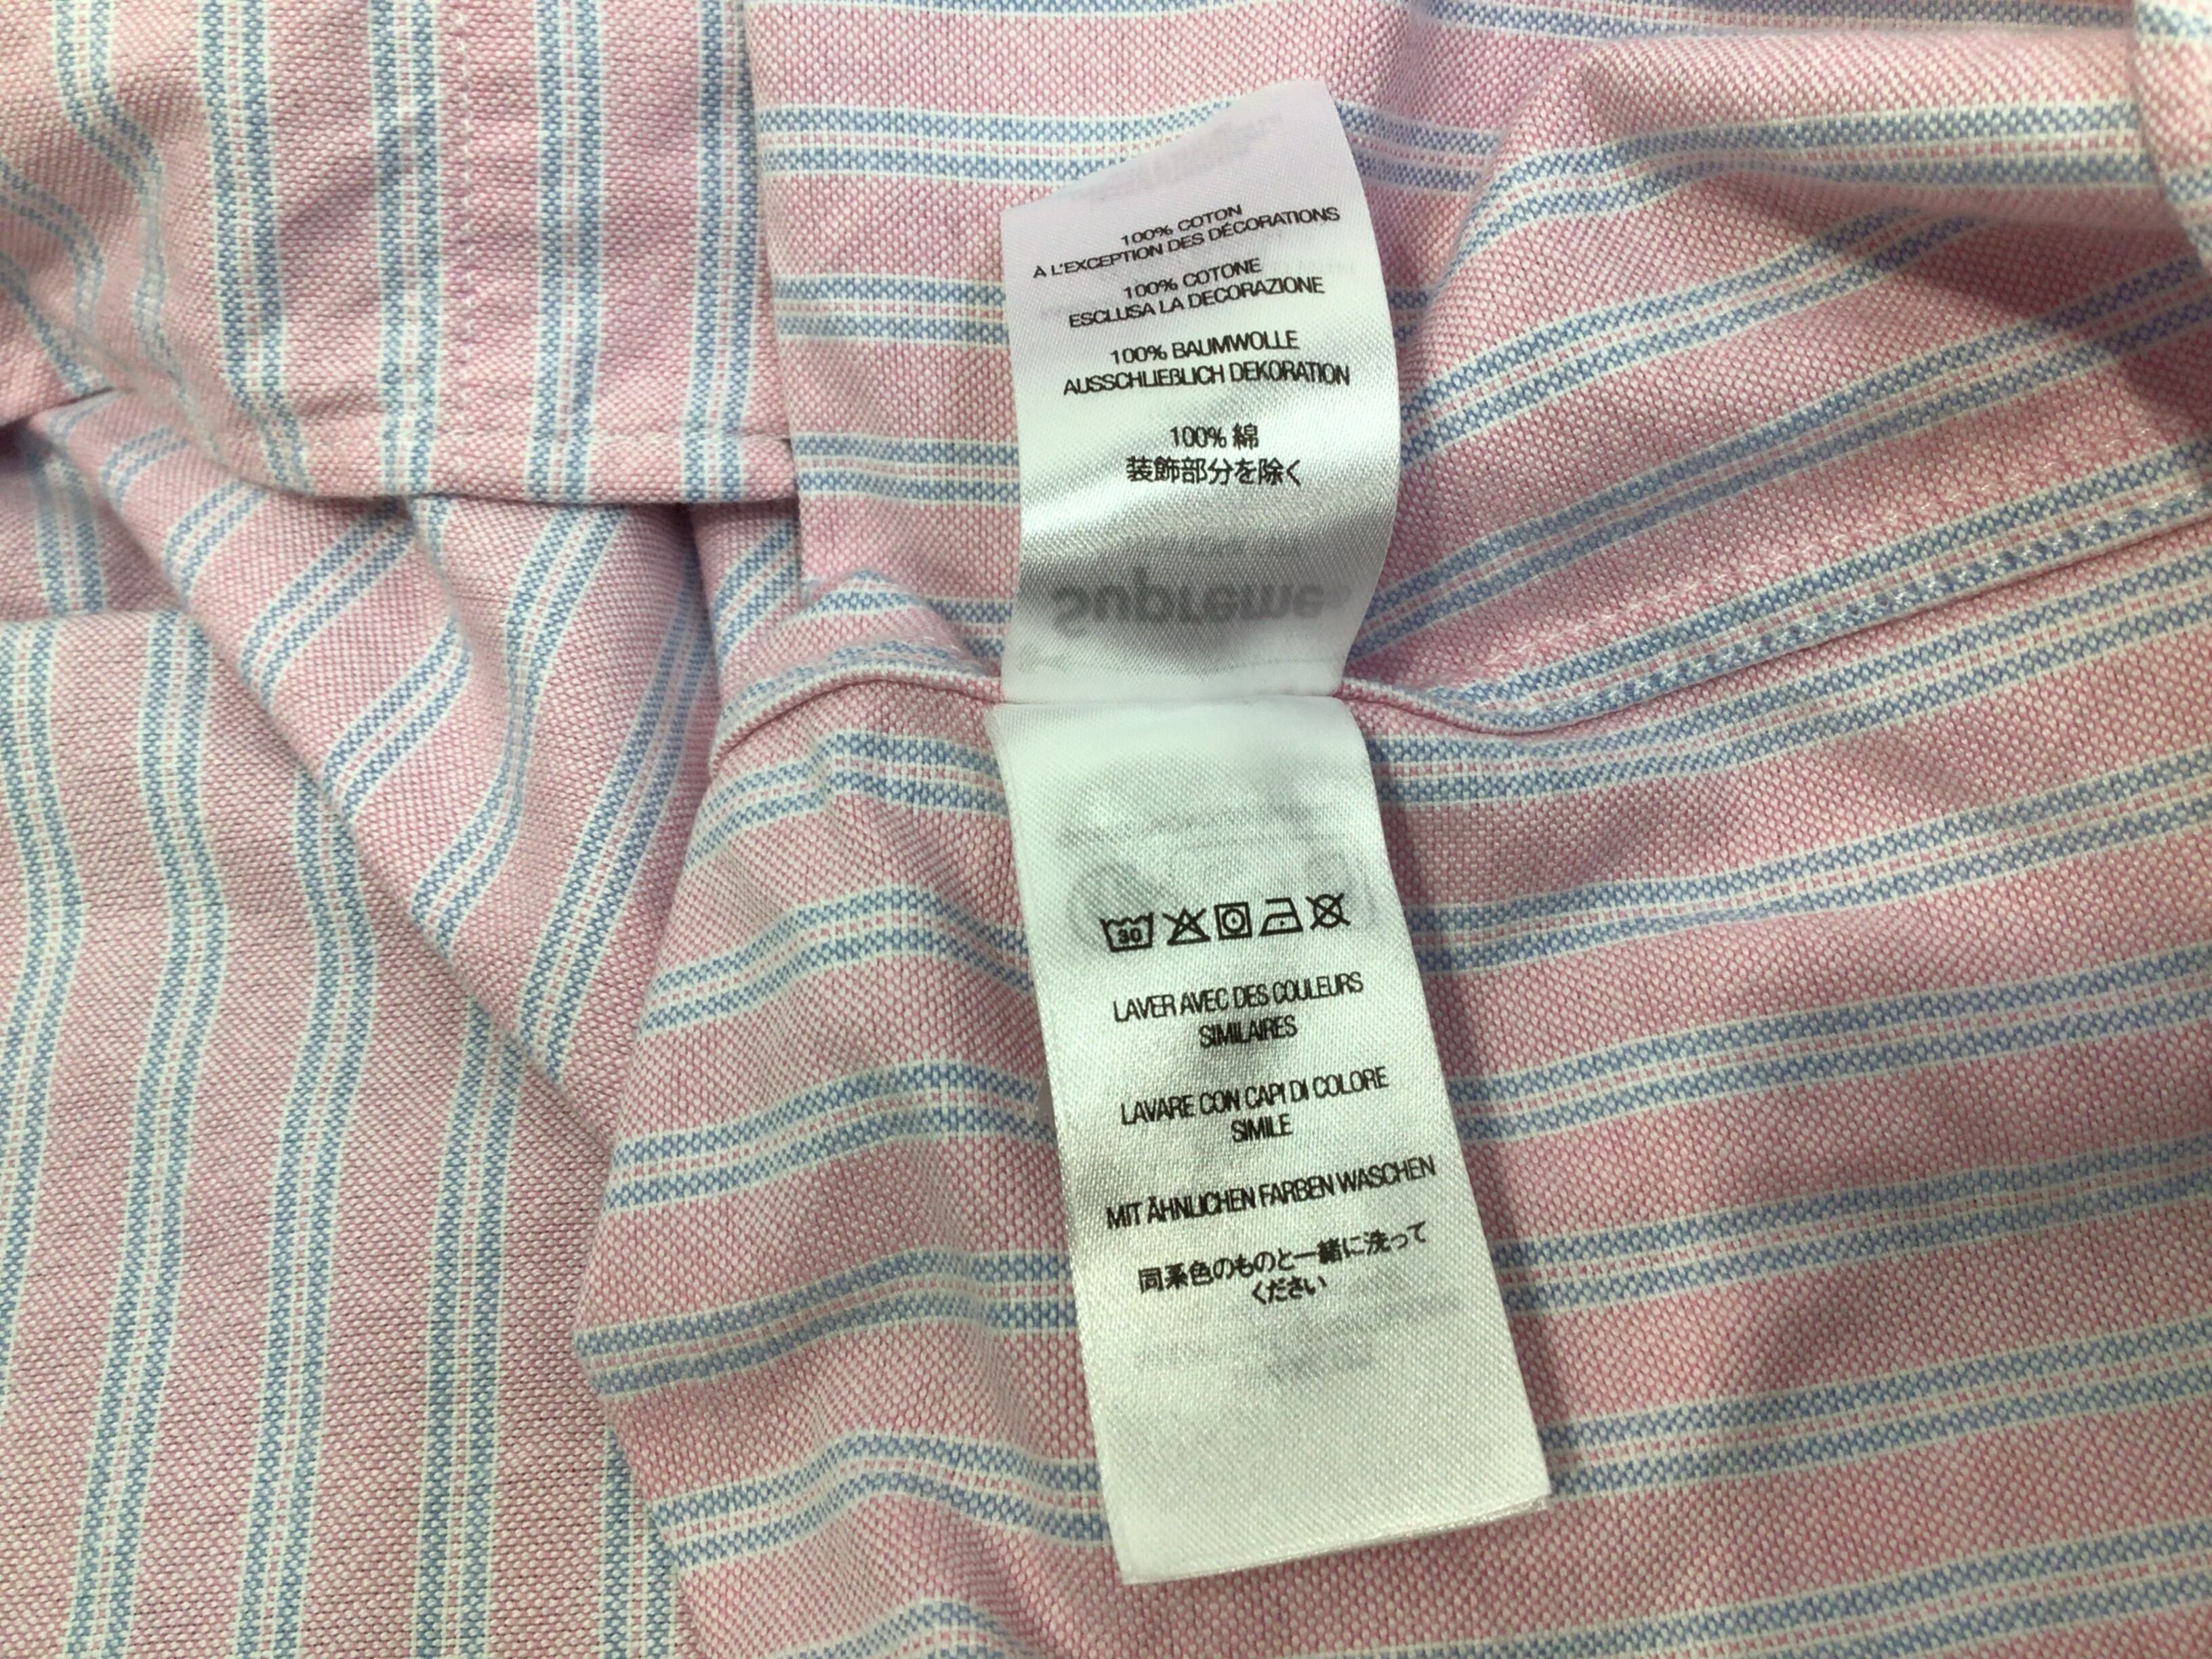 100% COTON
À L'EXCEPTION DES DÉCORATIONS
100% COTONE
ESCLUSA LA DECORAZIONE
100% BAUMWOLLE
AUSSCHLIEßLICH DEKORATION
100% 綿
装飾部分を除く
Supreme
30
LAVER AVEC DES COULEURS
SIMILAIRES
LAVARE CON CAPI DI COLORE
SIMILE
MIT ÄHNLICHEN FARBEN WASCHEN
同系色のものと一緒に洗って
ください